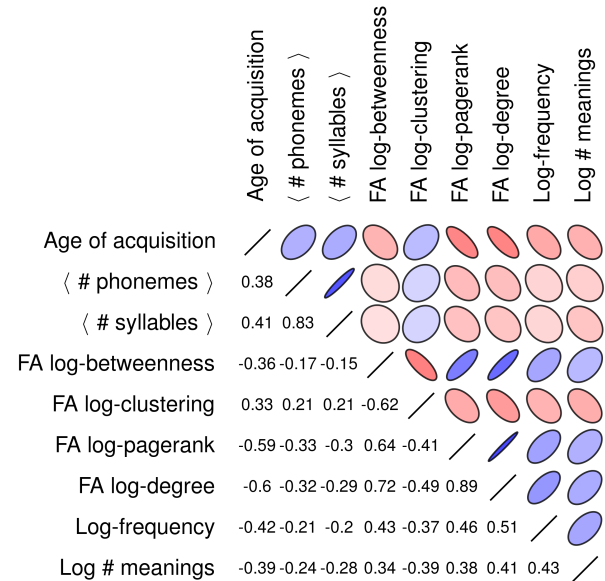 Age of acquisition
⟨ # phonemes ⟩
⟨ # syllables ⟩
FA log-betweenness
FA log-clustering
FA log-pagerank
FA log-degree
Log-frequency
Log # meanings
Age of acquisition
⟨ # phonemes ⟩ 0.38
⟨ # syllables ⟩ 0.41 0.83
FA log-betweenness -0.36 -0.17 -0.15
FA log-clustering 0.33 0.21 0.21 -0.62
FA log-pagerank -0.59 -0.33 -0.3 0.64 -0.41
FA log-degree -0.6 -0.32 -0.29 0.72 -0.49 0.89
Log-frequency -0.42 -0.21 -0.2 0.43 -0.37 0.46 0.51
Log # meanings -0.39 -0.24 -0.28 0.34 -0.39 0.38 0.41 0.43